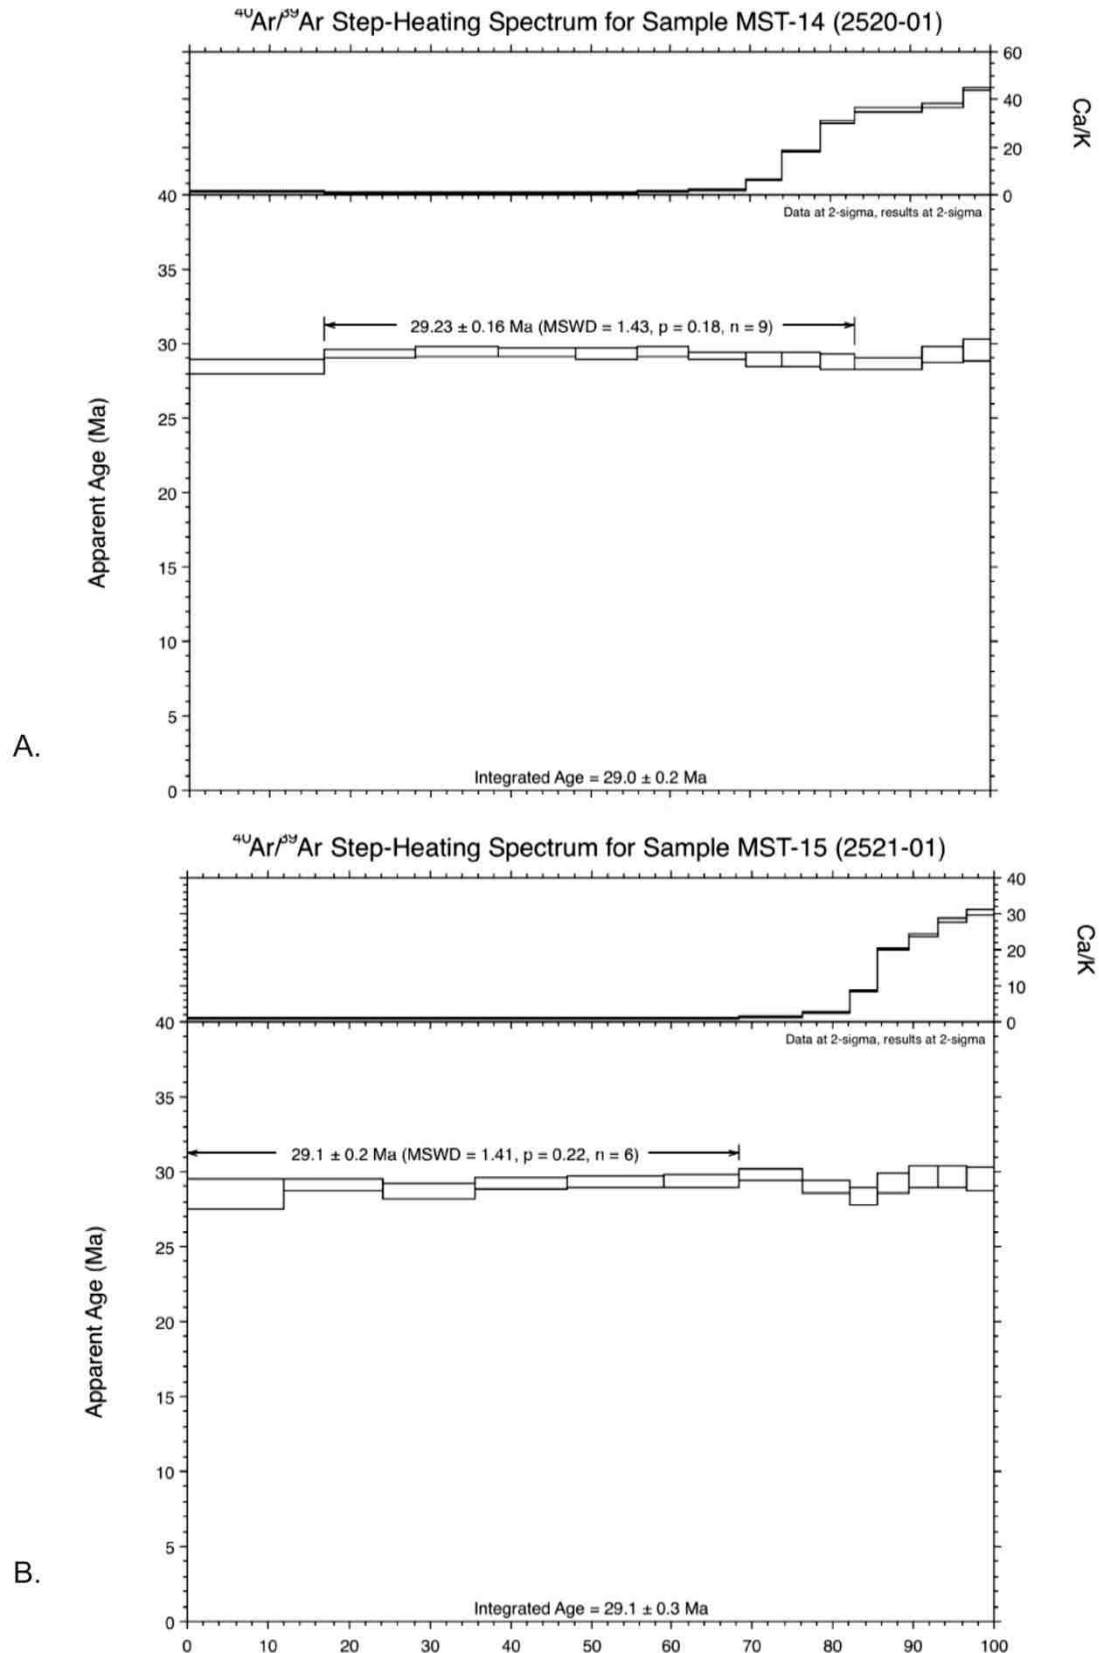 40Ar/39Ar Step-Heating Spectrum for Sample MST-14 (2520-01)
60
40
20
0
Ca/K
Data at 2-sigma, results at 2-sigma
40
35
30
25
20
15
10
5
0
Apparent Age (Ma)
29.23 ± 0.16 Ma (MSWD = 1.43, p = 0.18, n = 9)
A.
Integrated Age = 29.0 ± 0.2 Ma
40Ar/39Ar Step-Heating Spectrum for Sample MST-15 (2521-01)
40
30
20
10
0
Ca/K
Data at 2-sigma, results at 2-sigma
40
35
30
25
20
15
10
5
0
Apparent Age (Ma)
29.1 ± 0.2 Ma (MSWD = 1.41, p = 0.22, n = 6)
B.
Integrated Age = 29.1 ± 0.3 Ma
0 10 20 30 40 50 60 70 80 90 100